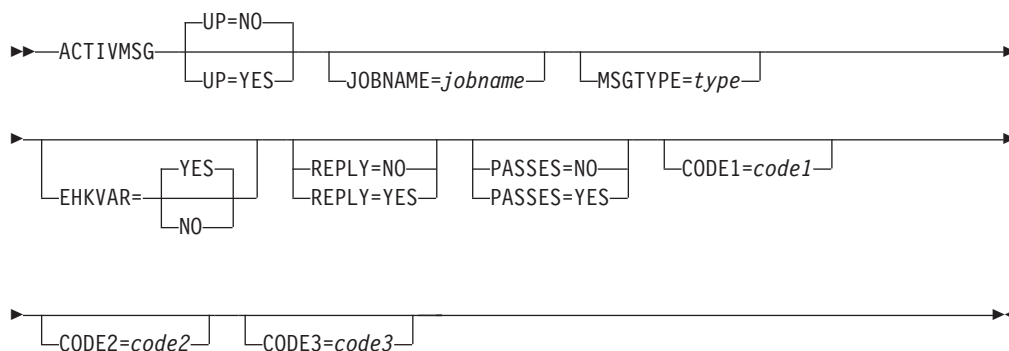 UP=NO
ACTIVMSG
UP=YES JOBNAME=jobname MSGTYPE=type
YES REPLY=NO PASSES=NO CODE1=code1
EHKVAR= REPLY=YES PASSES=YES
NO
CODE2=code2 CODE3=code3